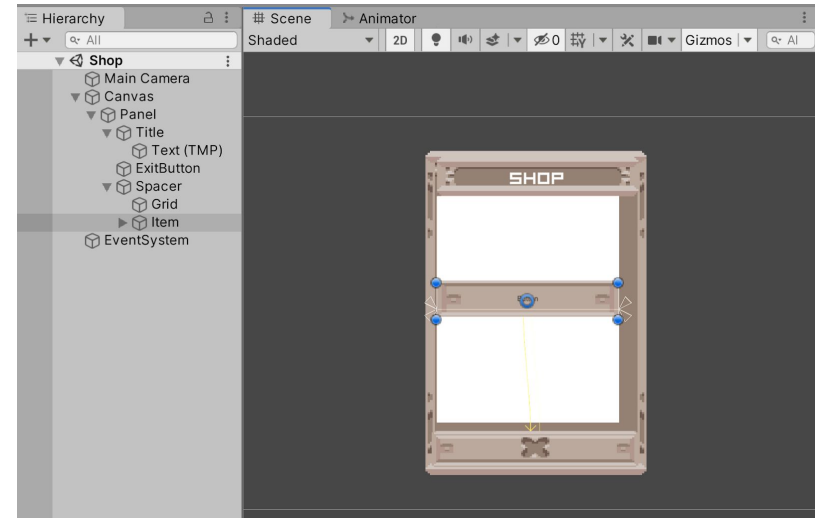 Hierarchy
All
Shop
Main Camera
Canvas
Panel
Title
Text (TMP)
ExitButton
Spacer
Grid
Item
EventSystem
Scene
Animator
Shaded
2D
0
Gizmos
Al
SHOP